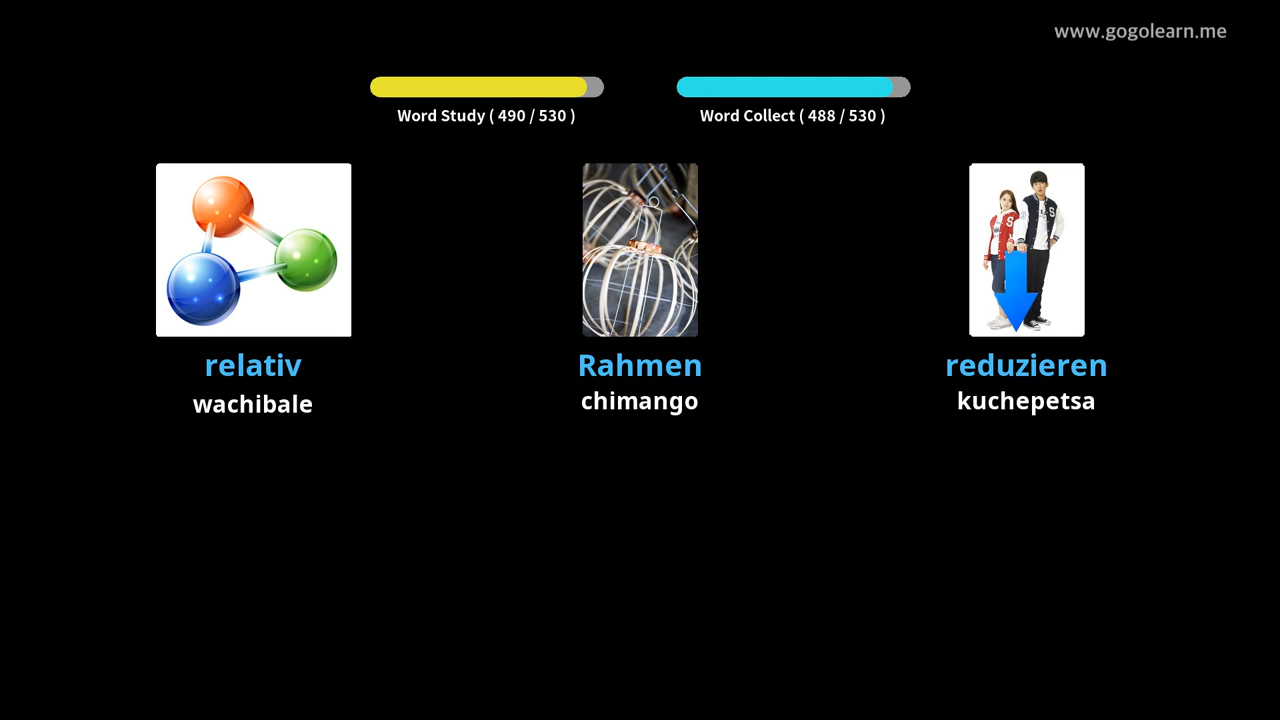 www.gogolearn.me
Word Study ( 490 / 530 )
Word Collect ( 488 / 530 )
relativ
wachibale
Rahmen
chimango
reduzieren
kuchepetsa